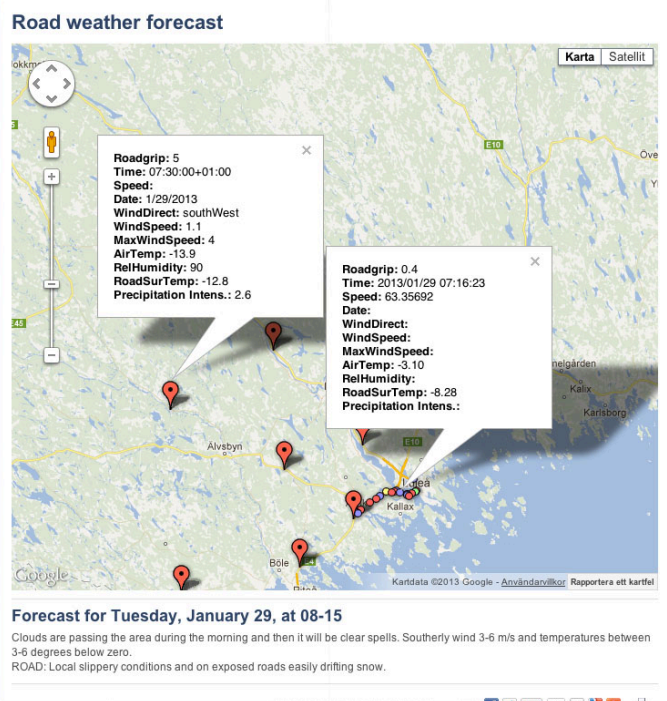 Road weather forecast
Karta Satellit
E10
Roadgrip: 5
Time: 07:30:00+01:00
Speed:
Date: 1/29/2013
WindDirect: southWest
WindSpeed: 1.1
MaxWindSpeed: 4
AirTemp: -13.9
RelHumidity: 90
RoadSurTemp: -12.8
Precipitation Intens.: 2.6
Roadgrip: 0.4
Time: 2013/01/29 07:16:23
Speed: 63.35692
Date:
WindDirect:
WindSpeed:
MaxWindSpeed:
AirTemp: -3.10
RelHumidity:
RoadSurTemp: -8.28
Precipitation Intens.:
45
Kalix
Karlsborg
Älvsbyn
E10
Kallax
Böle
E4
Google
Kartdata ©2013 Google - Användarvillkor Rapportera ett kartfel
Forecast for Tuesday, January 29, at 08-15
Clouds are passing the area during the morning and then it will be clear spells. Southerly wind 3-6 m/s and temperatures between
3-6 degrees below zero.
ROAD: Local slippery conditions and on exposed roads easily drifting snow.